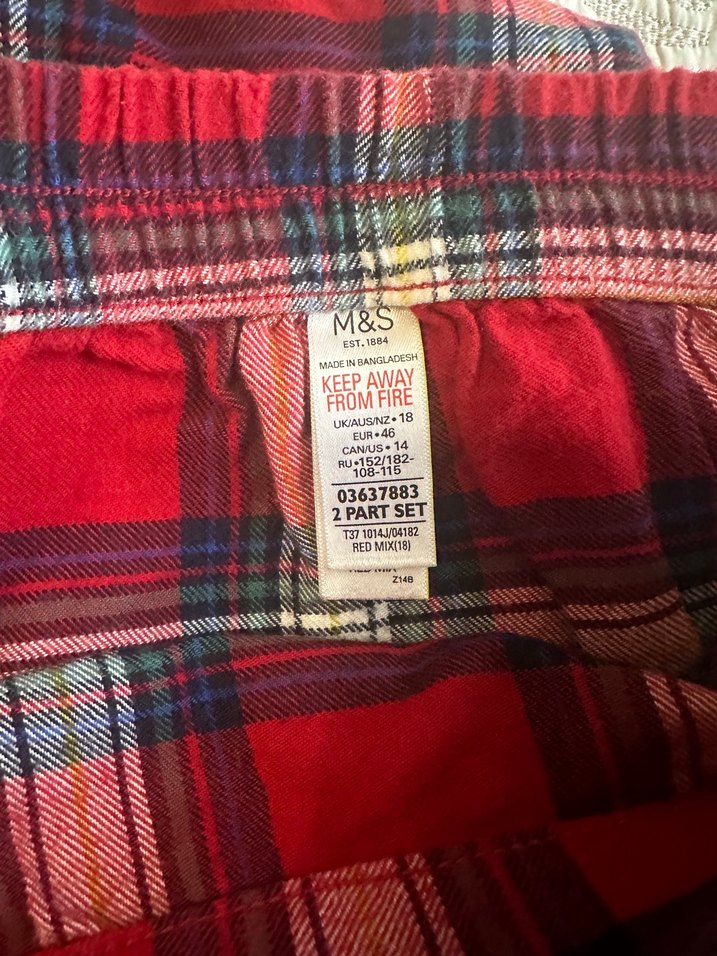 M&S
EST. 1884
MADE IN BANGLADESH
KEEP AWAY
FROM FIRE
UK/AUS/NZ • 18
EUR • 46
CAN/US • 14
RU •152/182-
108-115
03637883
2 PART SET
T37 1014J/04182
RED MIX(18)
Z14B